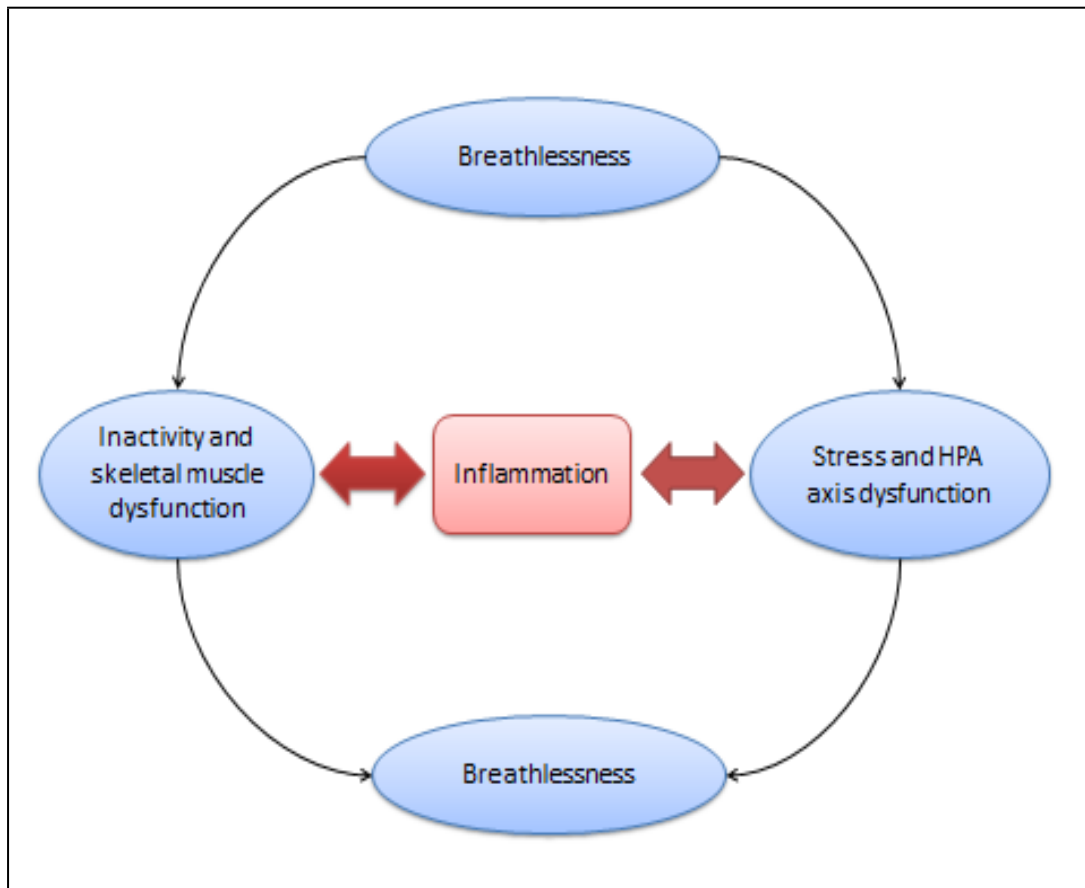 Breathlessness
Inactivity and
skeletal muscle
dysfunction
Inflammation
Stress and HPA
axis dysfunction
Breathlessness